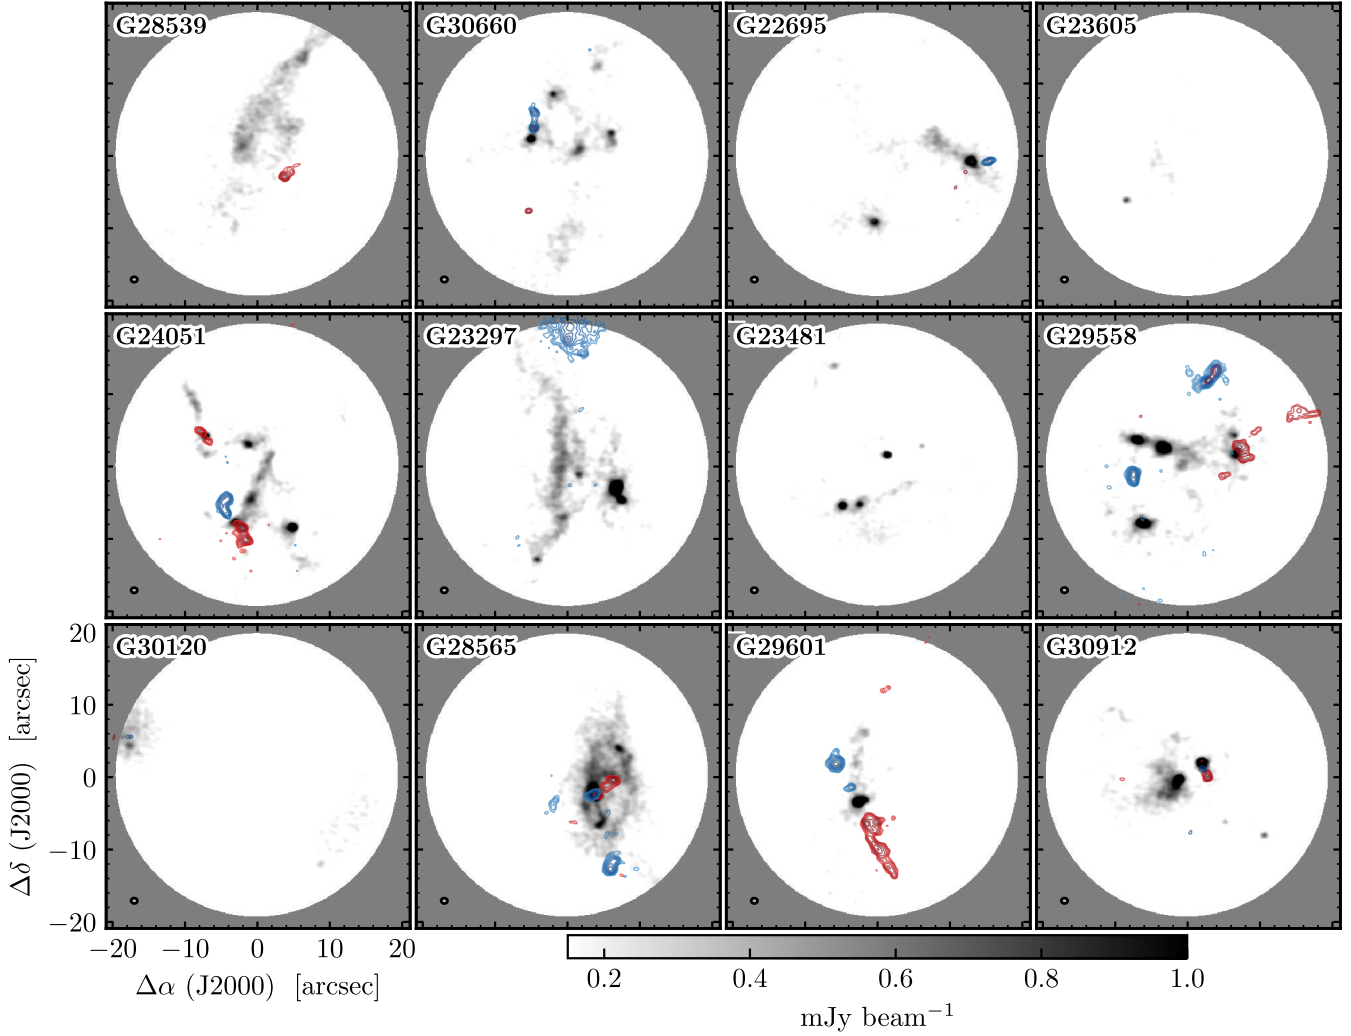 G28539 G30660 G22695 G23605
G24051 G23297 G23481 G29558
G30120 G28565 G29601 G30912
20
10
0
−10
−20
Δδ (J2000) [arcsec]
−20 −10 0 10 20
Δα (J2000) [arcsec]
0.2 0.4 0.6 0.8 1.0
mJy beam⁻¹